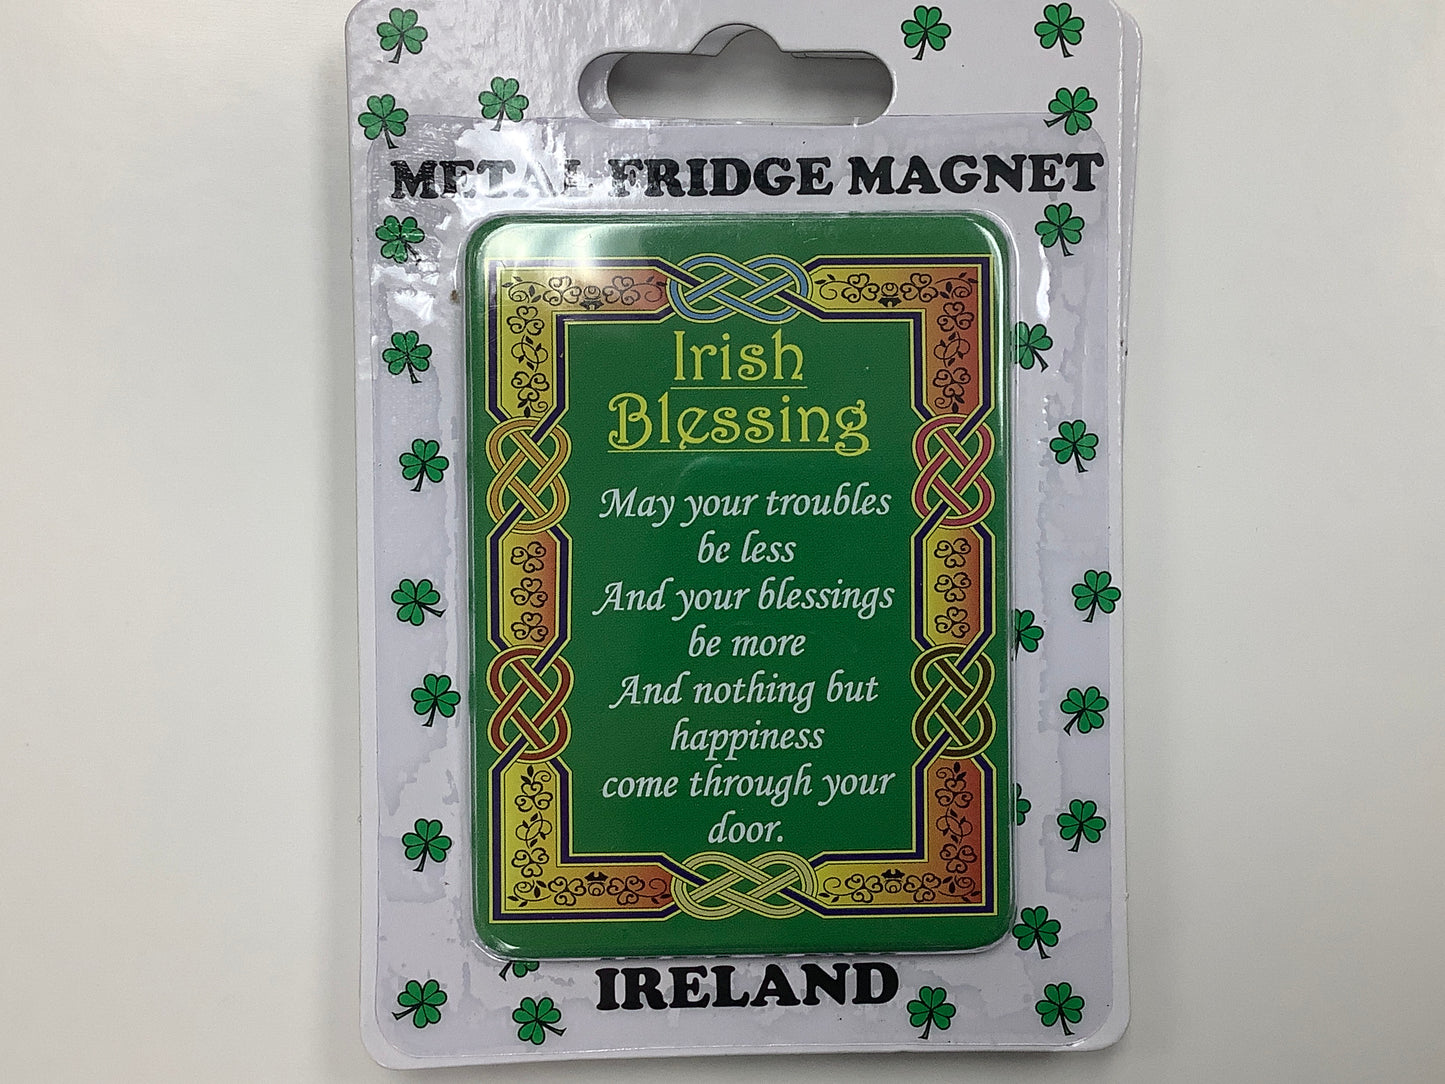 METAL FRIDGE MAGNET
Irish
Blessing
May your troubles
be less
And your blessings
be more
And nothing but
happiness
come through your
door.
IRELAND